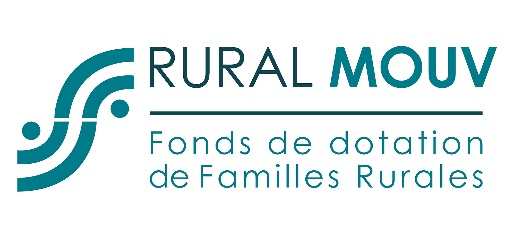 RURAL MOUV
Fonds de dotation
de Familles Rurales